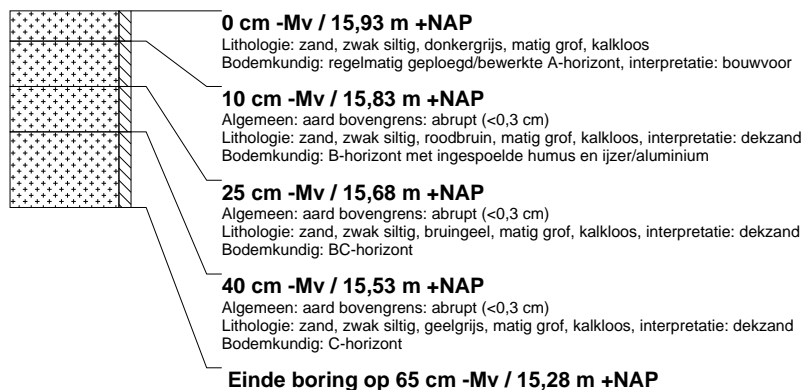 0 cm -Mv / 15,93 m +NAP
Lithologie: zand, zwak siltig, donkergrijs, matig grof, kalkloos
Bodemkundig: regelmatig geploegd/bewerkte A-horizont, interpretatie: bouwvoor
10 cm -Mv / 15,83 m +NAP
Algemeen: aard bovengrens: abrupt (<0,3 cm)
Lithologie: zand, zwak siltig, roodbruin, matig grof, kalkloos, interpretatie: dekzand
Bodemkundig: B-horizont met ingespoelde humus en ijzer/aluminium
25 cm -Mv / 15,68 m +NAP
Algemeen: aard bovengrens: abrupt (<0,3 cm)
Lithologie: zand, zwak siltig, bruingeel, matig grof, kalkloos, interpretatie: dekzand
Bodemkundig: BC-horizont
40 cm -Mv / 15,53 m +NAP
Algemeen: aard bovengrens: abrupt (<0,3 cm)
Lithologie: zand, zwak siltig, geelgrijs, matig grof, kalkloos, interpretatie: dekzand
Bodemkundig: C-horizont
Einde boring op 65 cm -Mv / 15,28 m +NAP